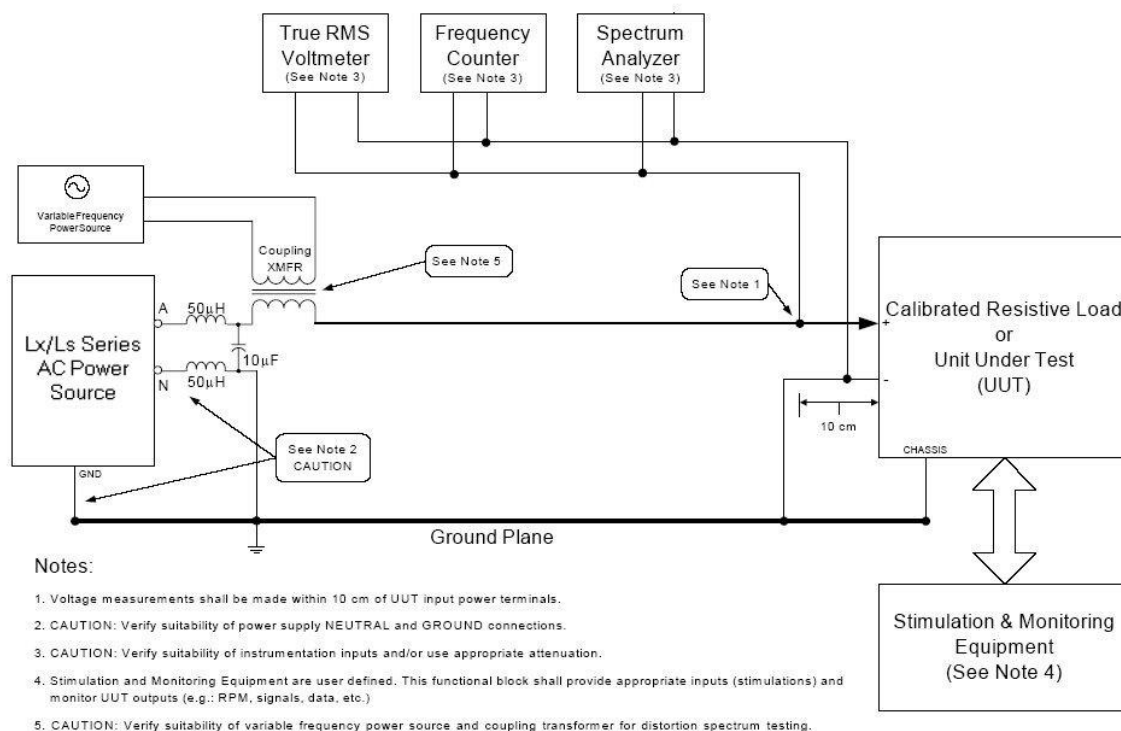 True RMS
Voltmeter
(See Note 3)
Frequency
Counter
(See Note 3)
Spectrum
Analyzer
(See Note 3)
Variable Frequency
Power Source
Coupling
XMFR
See Note 5
See Note 1
Lx/Ls Series
AC Power
Source
A
50µH
10µF
N
50µH
GND
See Note 2
CAUTION
+
Calibrated Resistive Load
or
Unit Under Test
(UUT)
-
10 cm
CHASSIS
Ground Plane
Stimulation & Monitoring
Equipment
(See Note 4)
Notes:
1. Voltage measurements shall be made within 10 cm of UUT input power terminals.
2. CAUTION: Verify suitability of power supply NEUTRAL and GROUND connections.
3. CAUTION: Verify suitability of instrumentation inputs and/or use appropriate attenuation.
4. Stimulation and Monitoring Equipment are user defined. This functional block shall provide appropriate inputs (stimulations) and
monitor UUT outputs (e.g.: RPM, signals, data, etc.)
5. CAUTION: Verify suitability of variable frequency power source and coupling transformer for distortion spectrum testing.